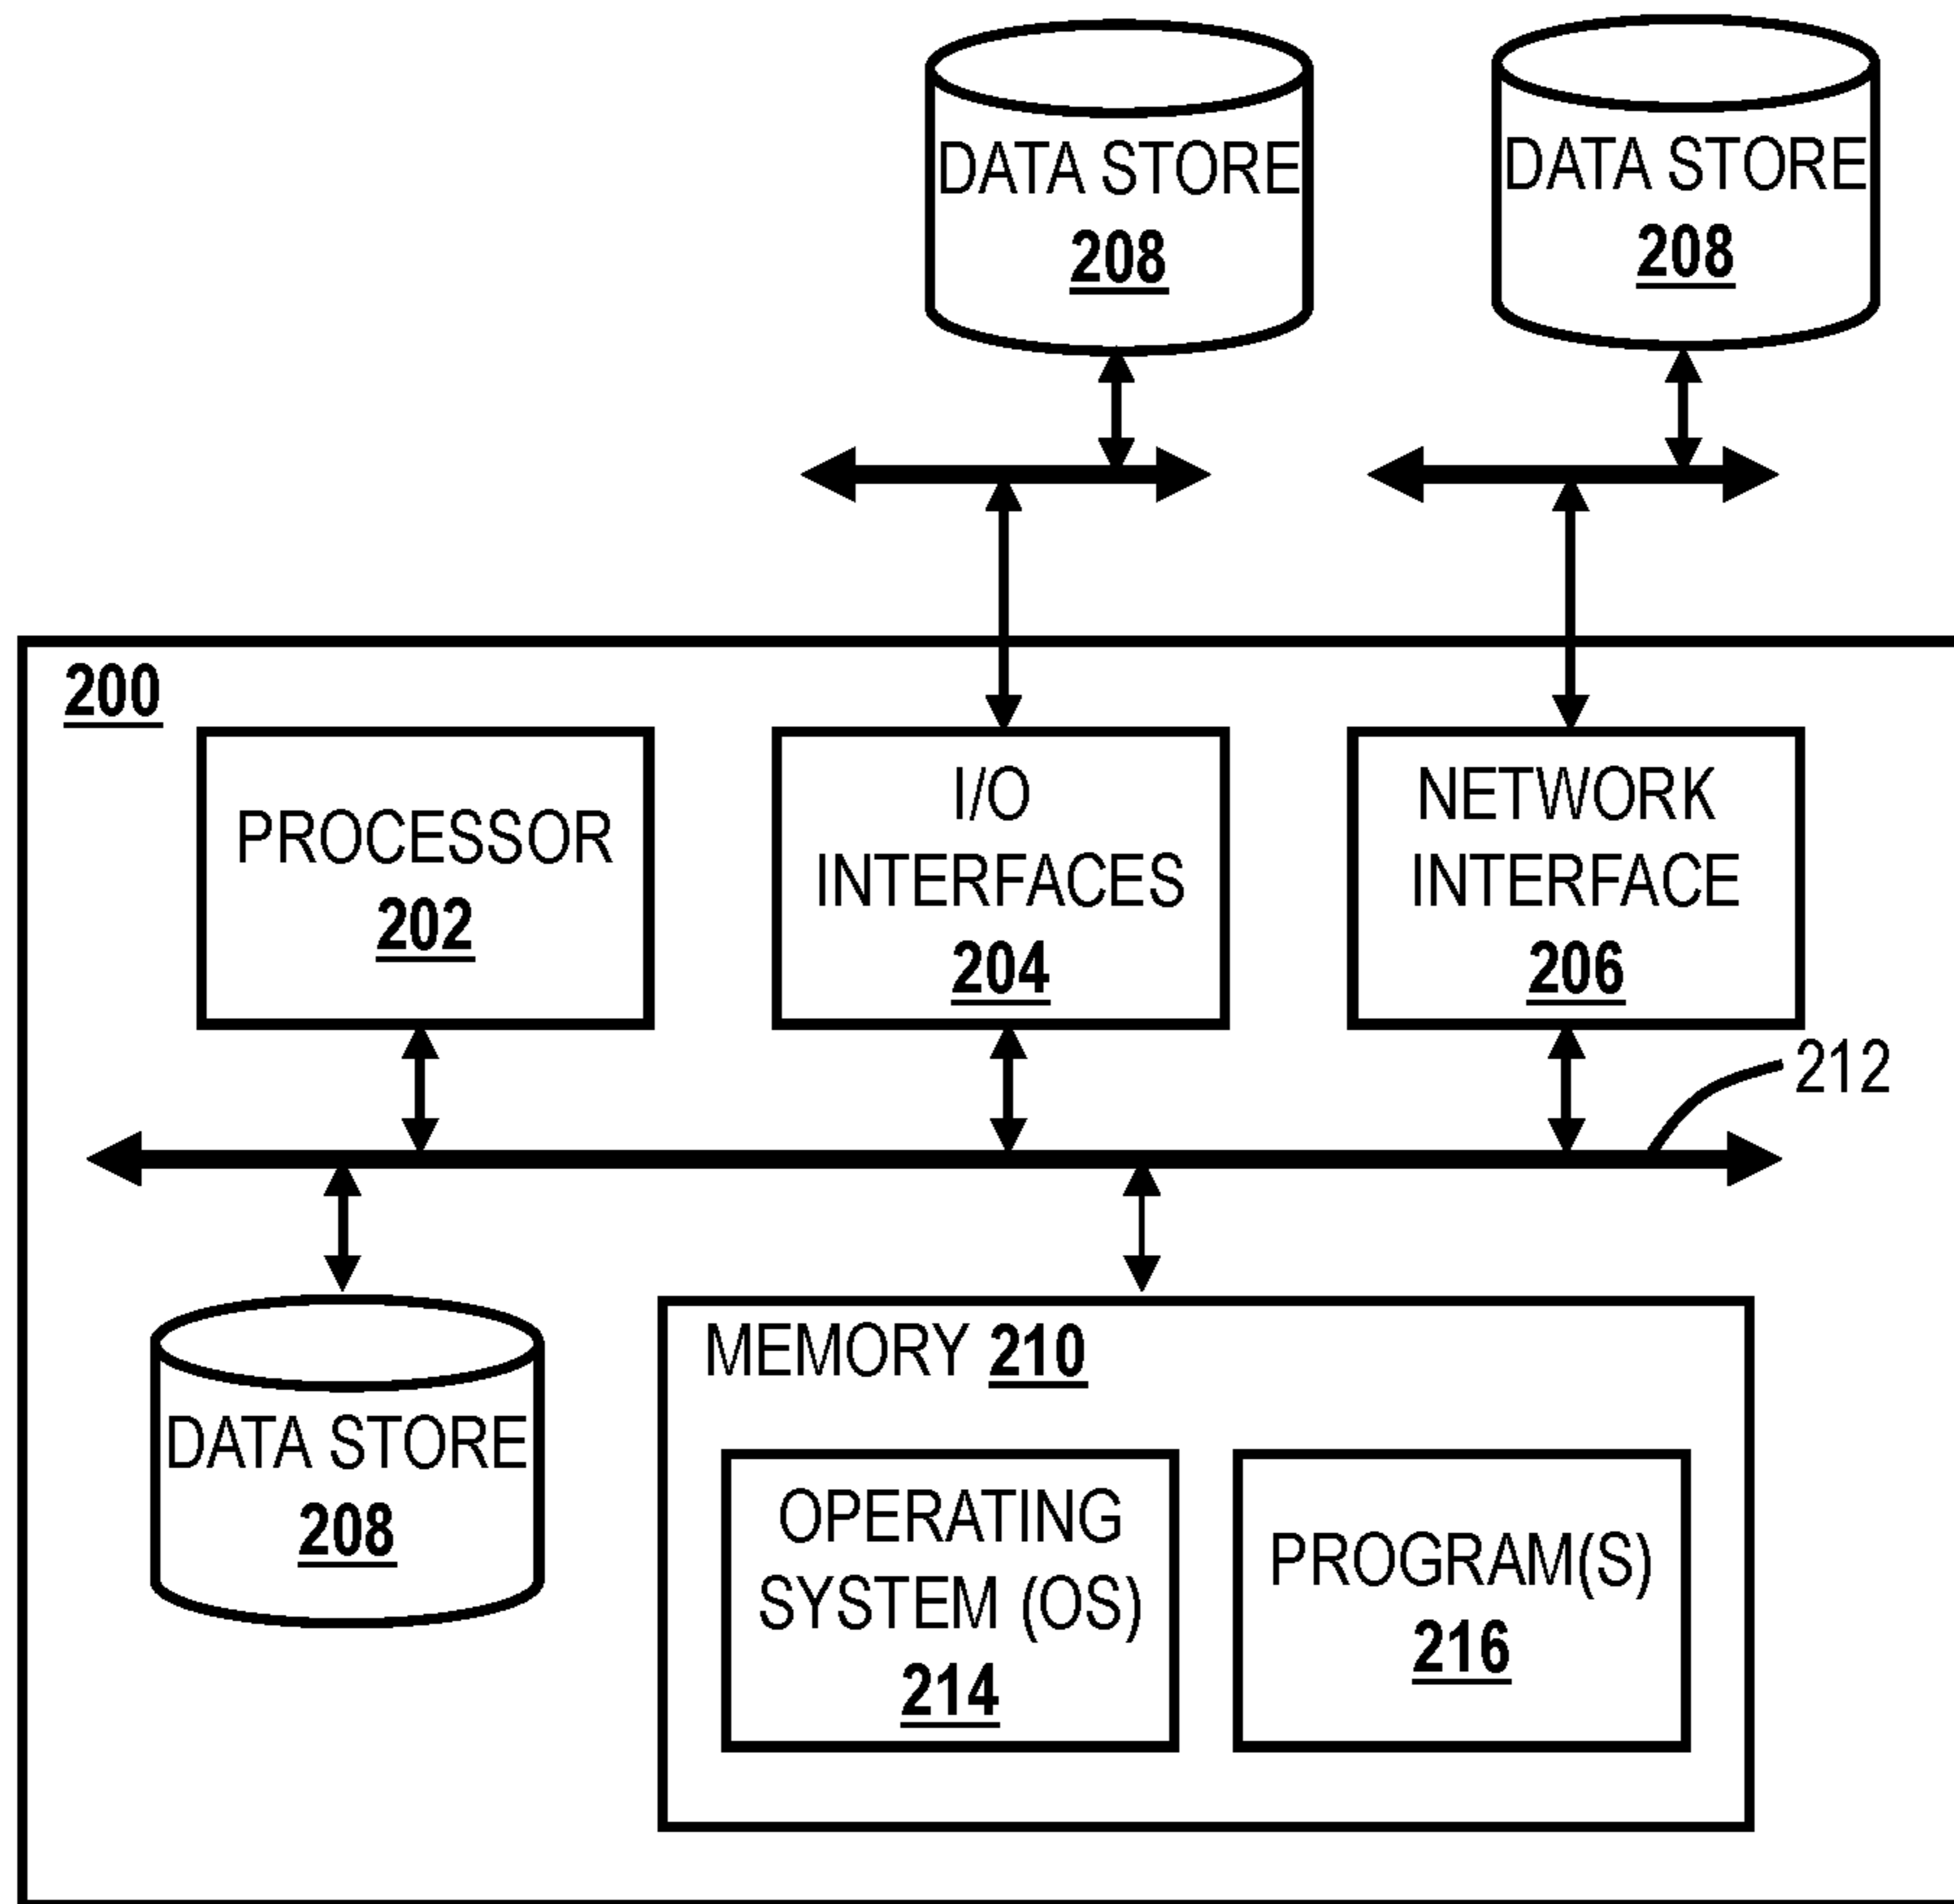 DATA STORE
208
DATA STORE
208
200
PROCESSOR
202
I/O
INTERFACES
204
NETWORK
INTERFACE
206
212
DATA STORE
208
MEMORY 210
OPERATING
SYSTEM (OS)
214
PROGRAM(S)
216